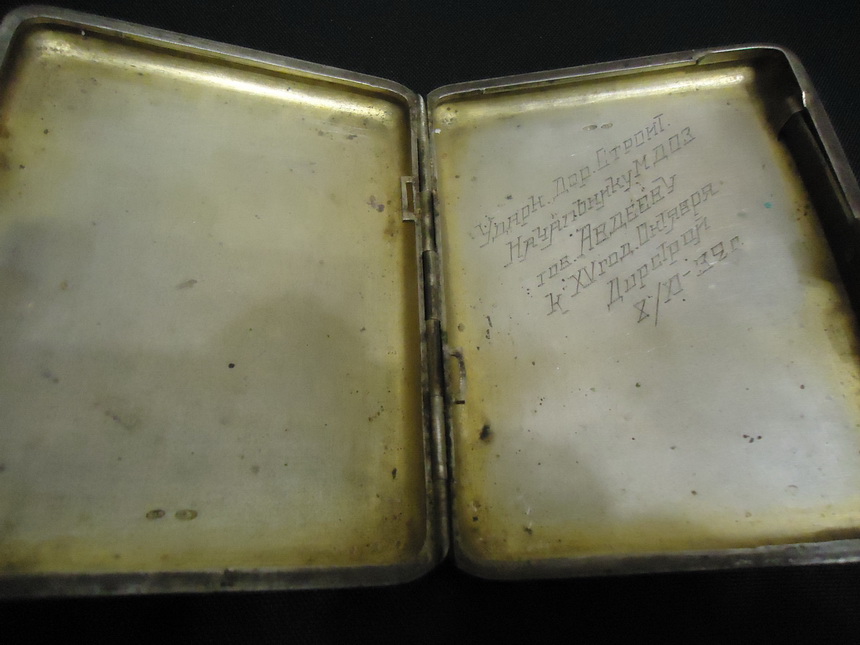 Ударн. Дор. Строит.
Начальнику М ДОЗ
тов. АВДЕЕВУ
к XV год. Октября
Дорстрой
8/XI-32 г.